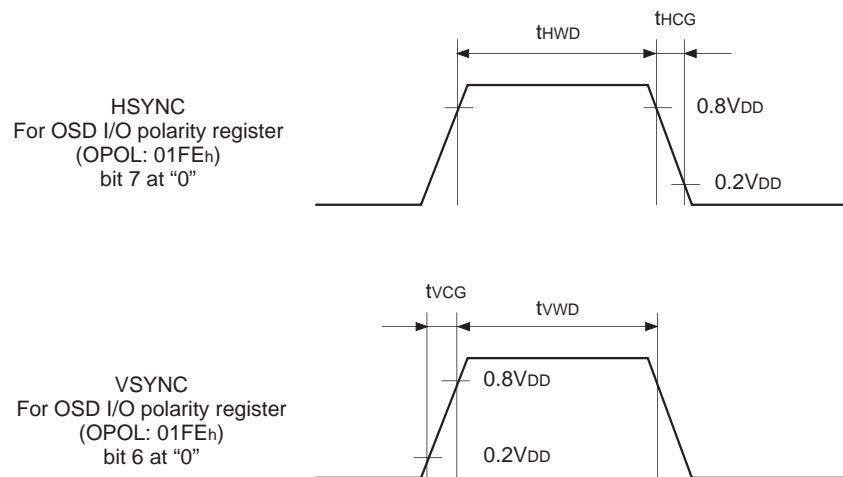 tHWD
tHCG
HSYNC
For OSD I/O polarity register
(OPOL: 01FEh)
bit 7 at “0”
0.8VDD
0.2VDD
tVCG
tVWD
VSYNC
For OSD I/O polarity register
(OPOL: 01FEh)
bit 6 at “0”
0.8VDD
0.2VDD